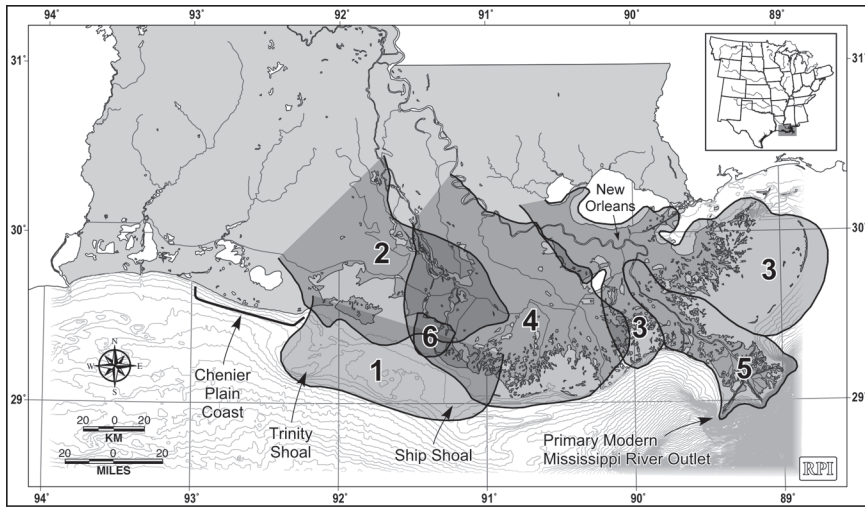 94˚ 93˚ 92˚ 91˚ 90˚ 89˚
31˚ 31˚
New
Orleans
30˚ 30˚
2
3
4
3
6
5
1
N
W E
S
Chenier
Plain
Coast
29˚ 29˚
Trinity
Shoal
Ship Shoal
Primary Modern
Mississippi River Outlet
20 0 20
KM
20 0 20
MILES
RPI
94˚ 93˚ 92˚ 91˚ 90˚ 89˚